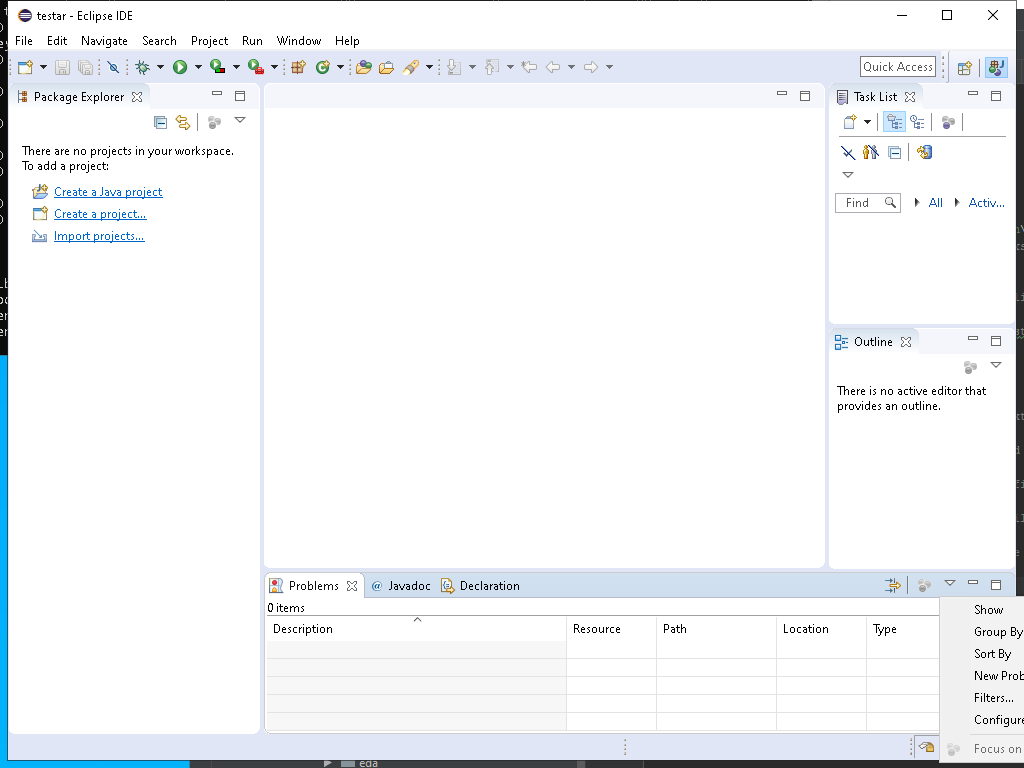 testar - Eclipse IDE
File Edit Navigate Search Project Run Window Help
Quick Access
Package Explorer
There are no projects in your workspace.
To add a project:
Create a Java project
Create a project...
Import projects...
Task List
Find All Activ...
Outline
There is no active editor that
provides an outline.
Problems @ Javadoc Declaration
0 items
Description Resource Path Location Type
Show
Group By
Sort By
New Prob
Filters...
Configure
Focus on
eda